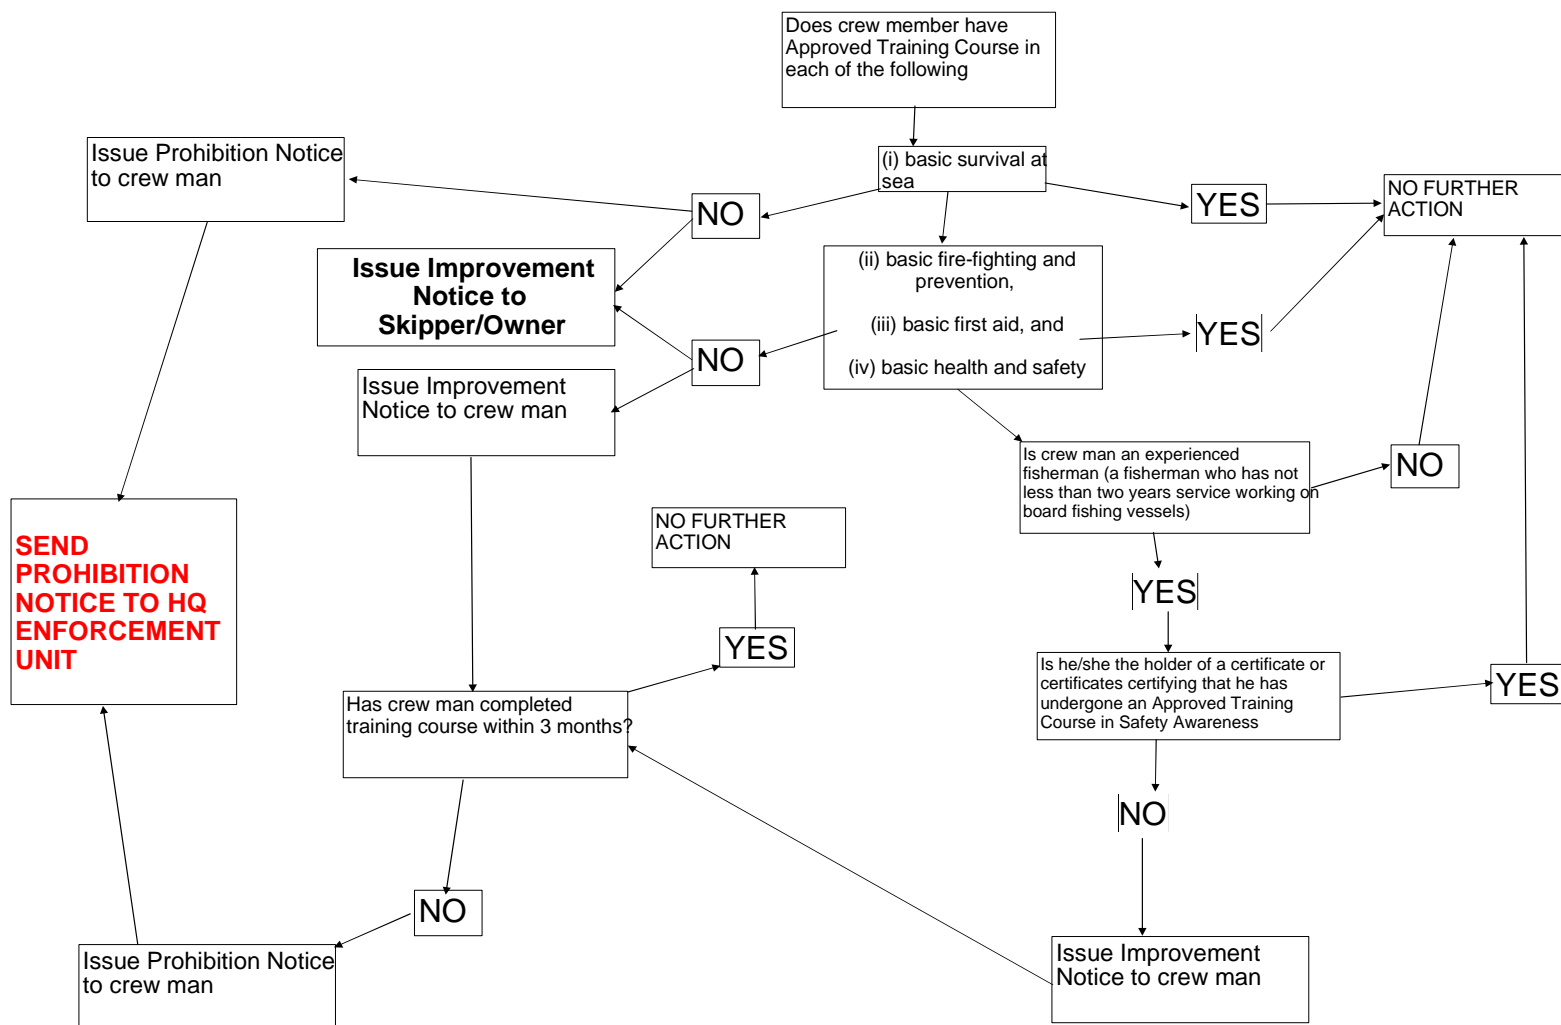 Does crew member have
Approved Training Course in
each of the following
Issue Prohibition Notice
to crew man
(i) basic survival at
sea
NO
YES
NO FURTHER
ACTION
Issue Improvement
Notice to
Skipper/Owner
(ii) basic fire-fighting and
prevention,
(iii) basic first aid, and
(iv) basic health and safety
NO
YES
Issue Improvement
Notice to crew man
Is crew man an experienced
fisherman (a fisherman who has not
less than two years service working on
board fishing vessels)
NO
SEND
PROHIBITION
NOTICE TO HQ
ENFORCEMENT
UNIT
NO FURTHER
ACTION
YES
YES
Is he/she the holder of a certificate or
certificates certifying that he has
undergone an Approved Training
Course in Safety Awareness
YES
Has crew man completed
training course within 3 months?
NO
NO
Issue Prohibition Notice
to crew man
Issue Improvement
Notice to crew man